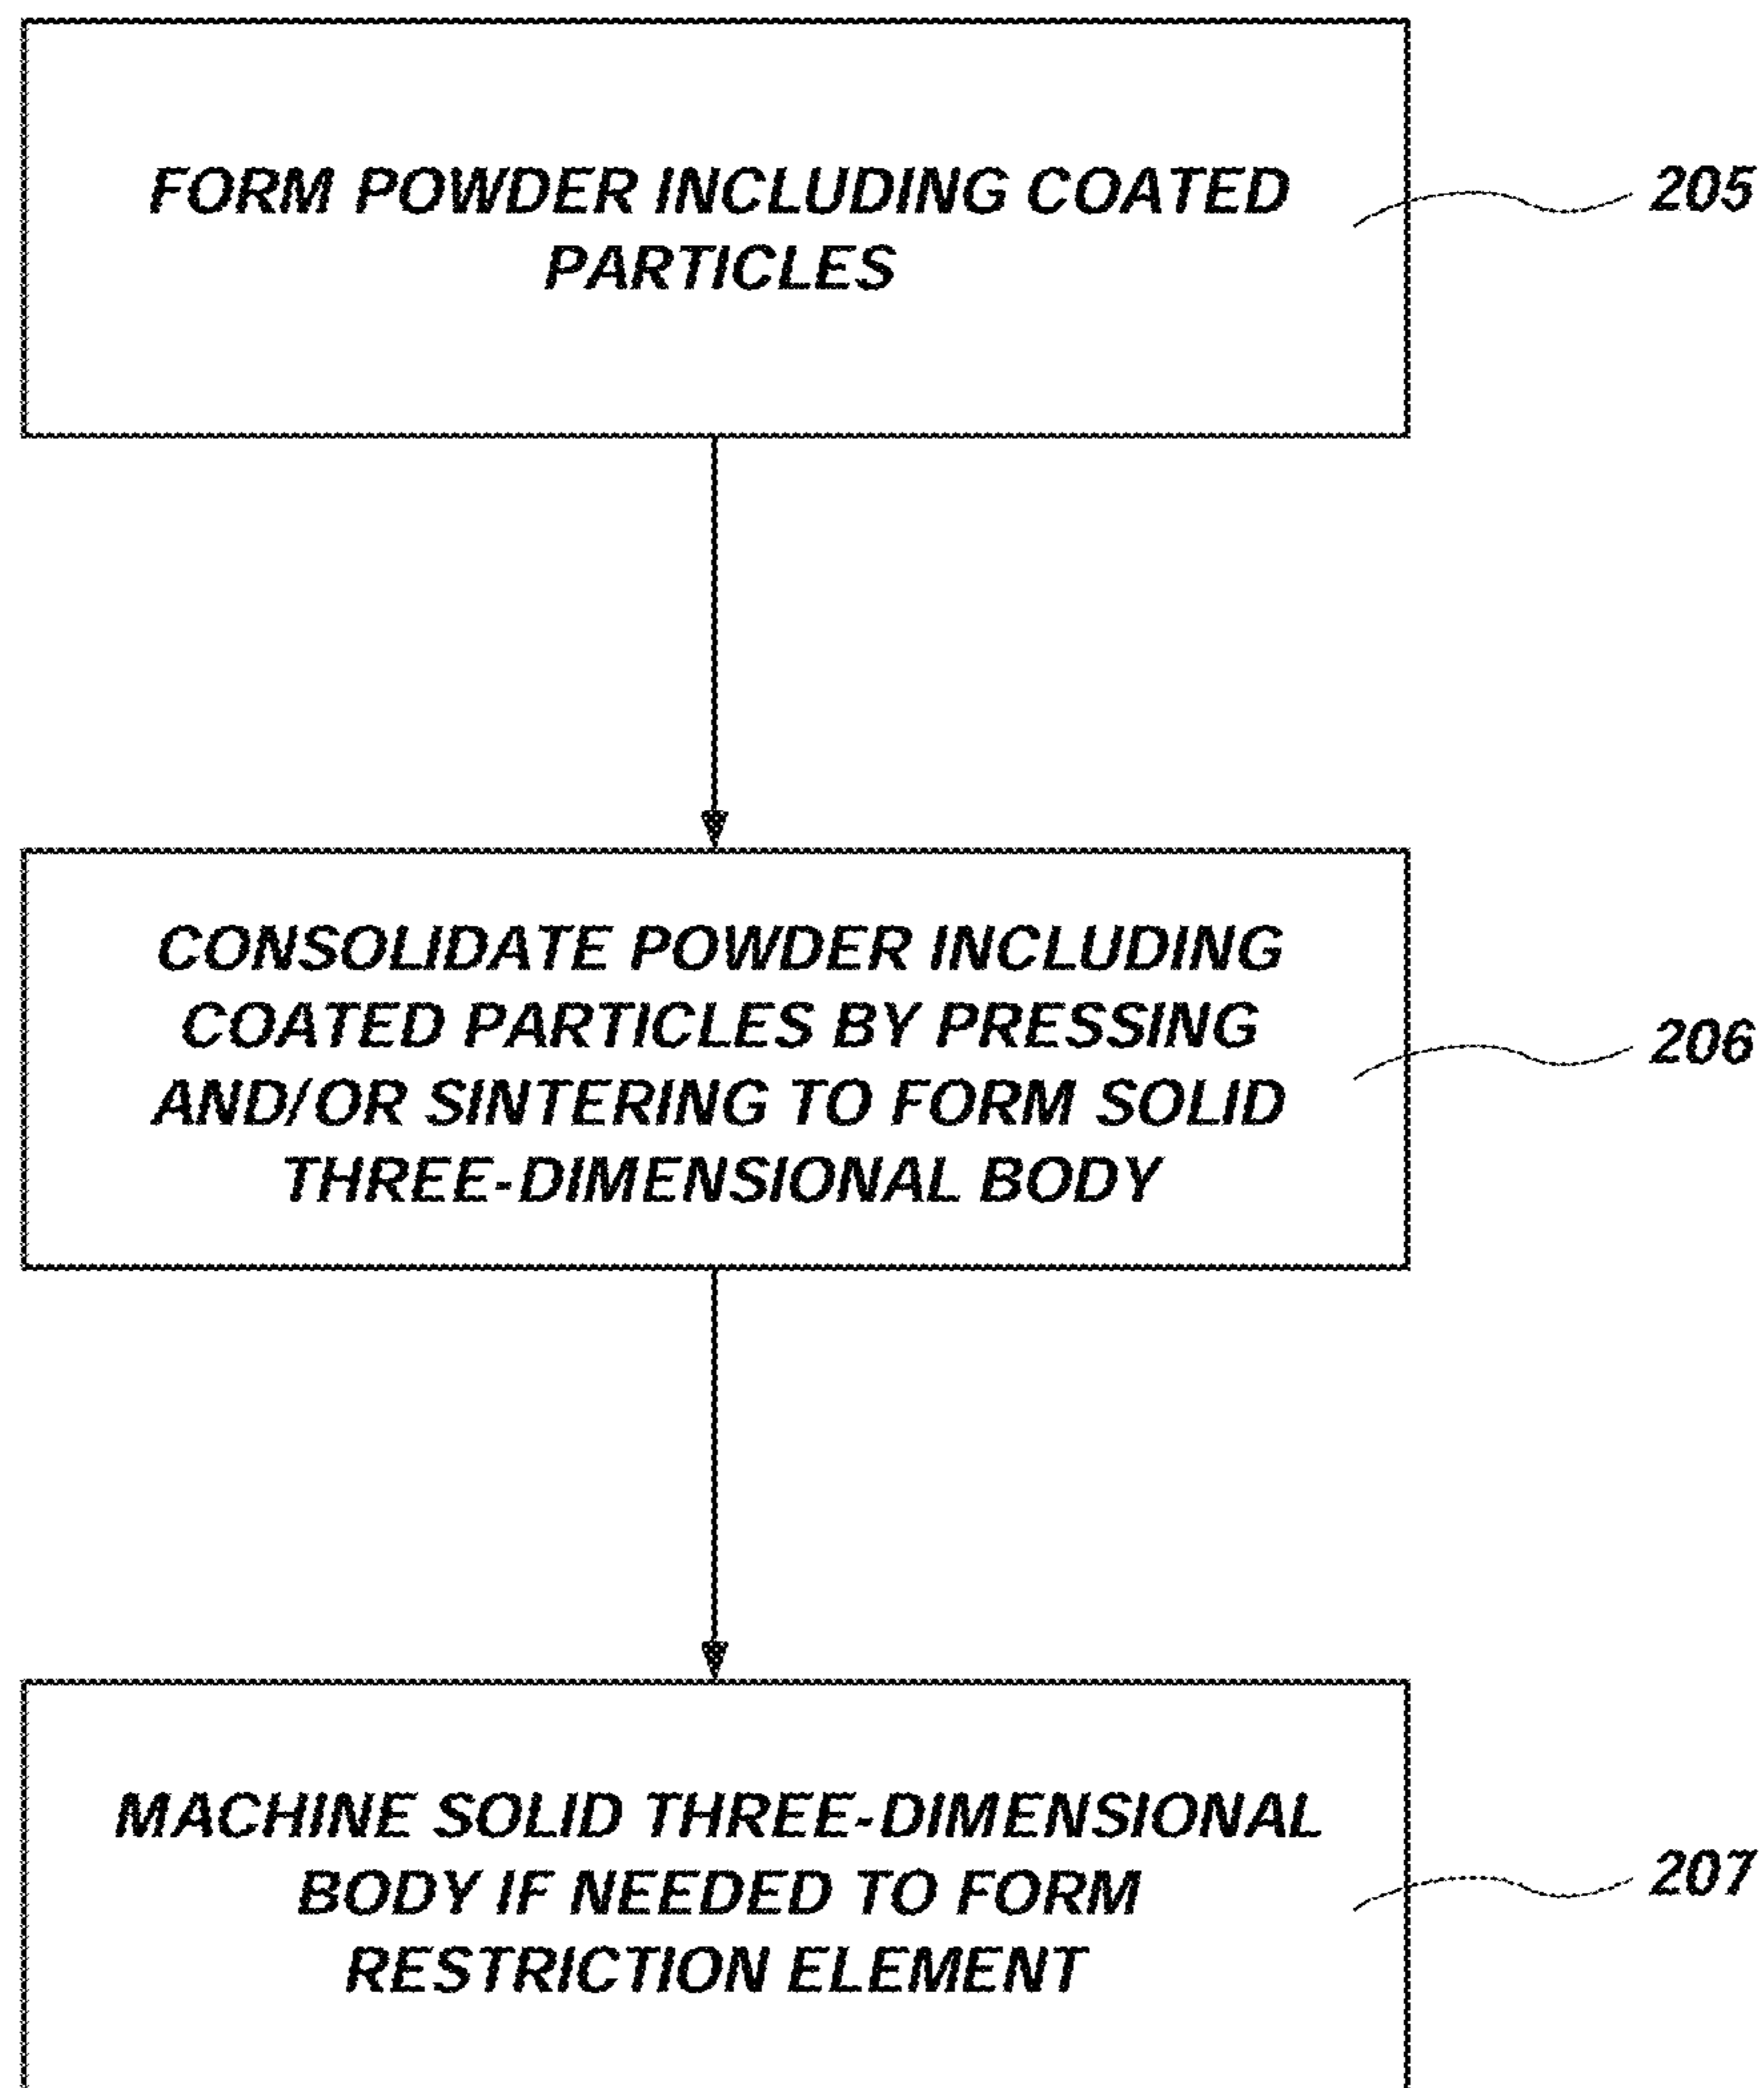 FORM POWDER INCLUDING COATED
PARTICLES
205
CONSOLIDATE POWDER INCLUDING
COATED PARTICLES BY PRESSING
AND/OR SINTERING TO FORM SOLID
THREE-DIMENSIONAL BODY
206
MACHINE SOLID THREE-DIMENSIONAL
BODY IF NEEDED TO FORM
RESTRICTION ELEMENT
207